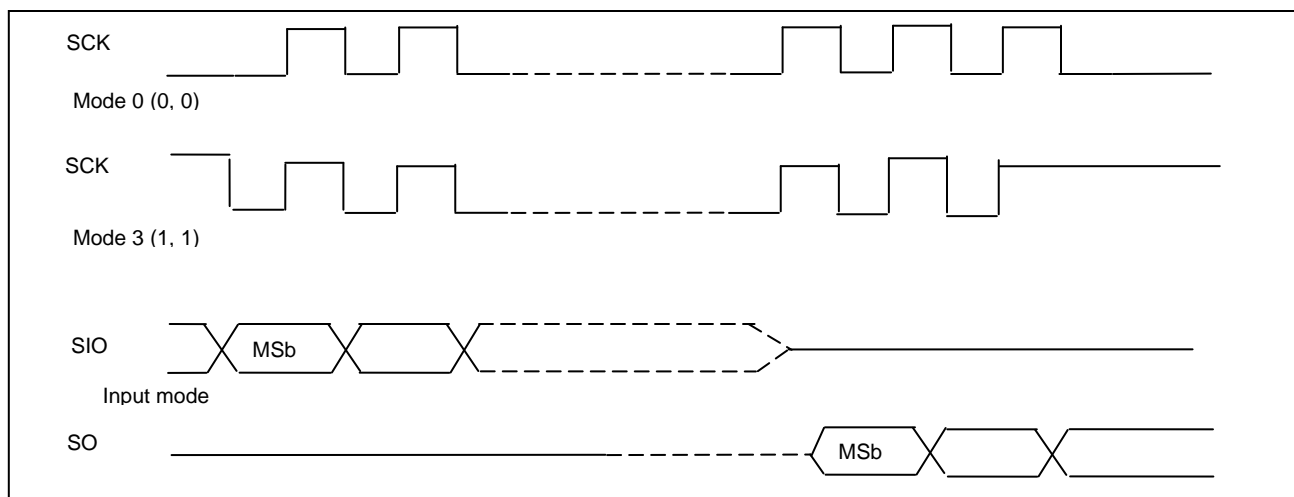 SCK
Mode 0 (0, 0)
SCK
Mode 3 (1, 1)
SIO
MSb
Input mode
SO
MSb